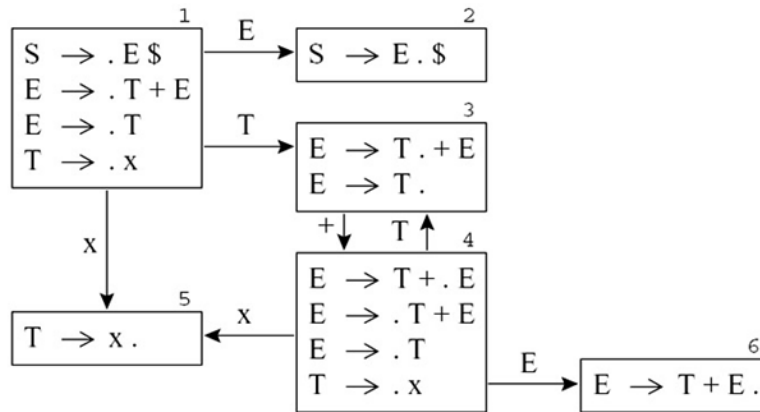 1
S → . E $
E → . T + E
E → . T
T → . x
E
2
S → E . $
T
3
E → T . + E
E → T .
x
+
T
4
E → T + . E
E → . T + E
E → . T
T → . x
x
5
T → x .
E
6
E → T + E .